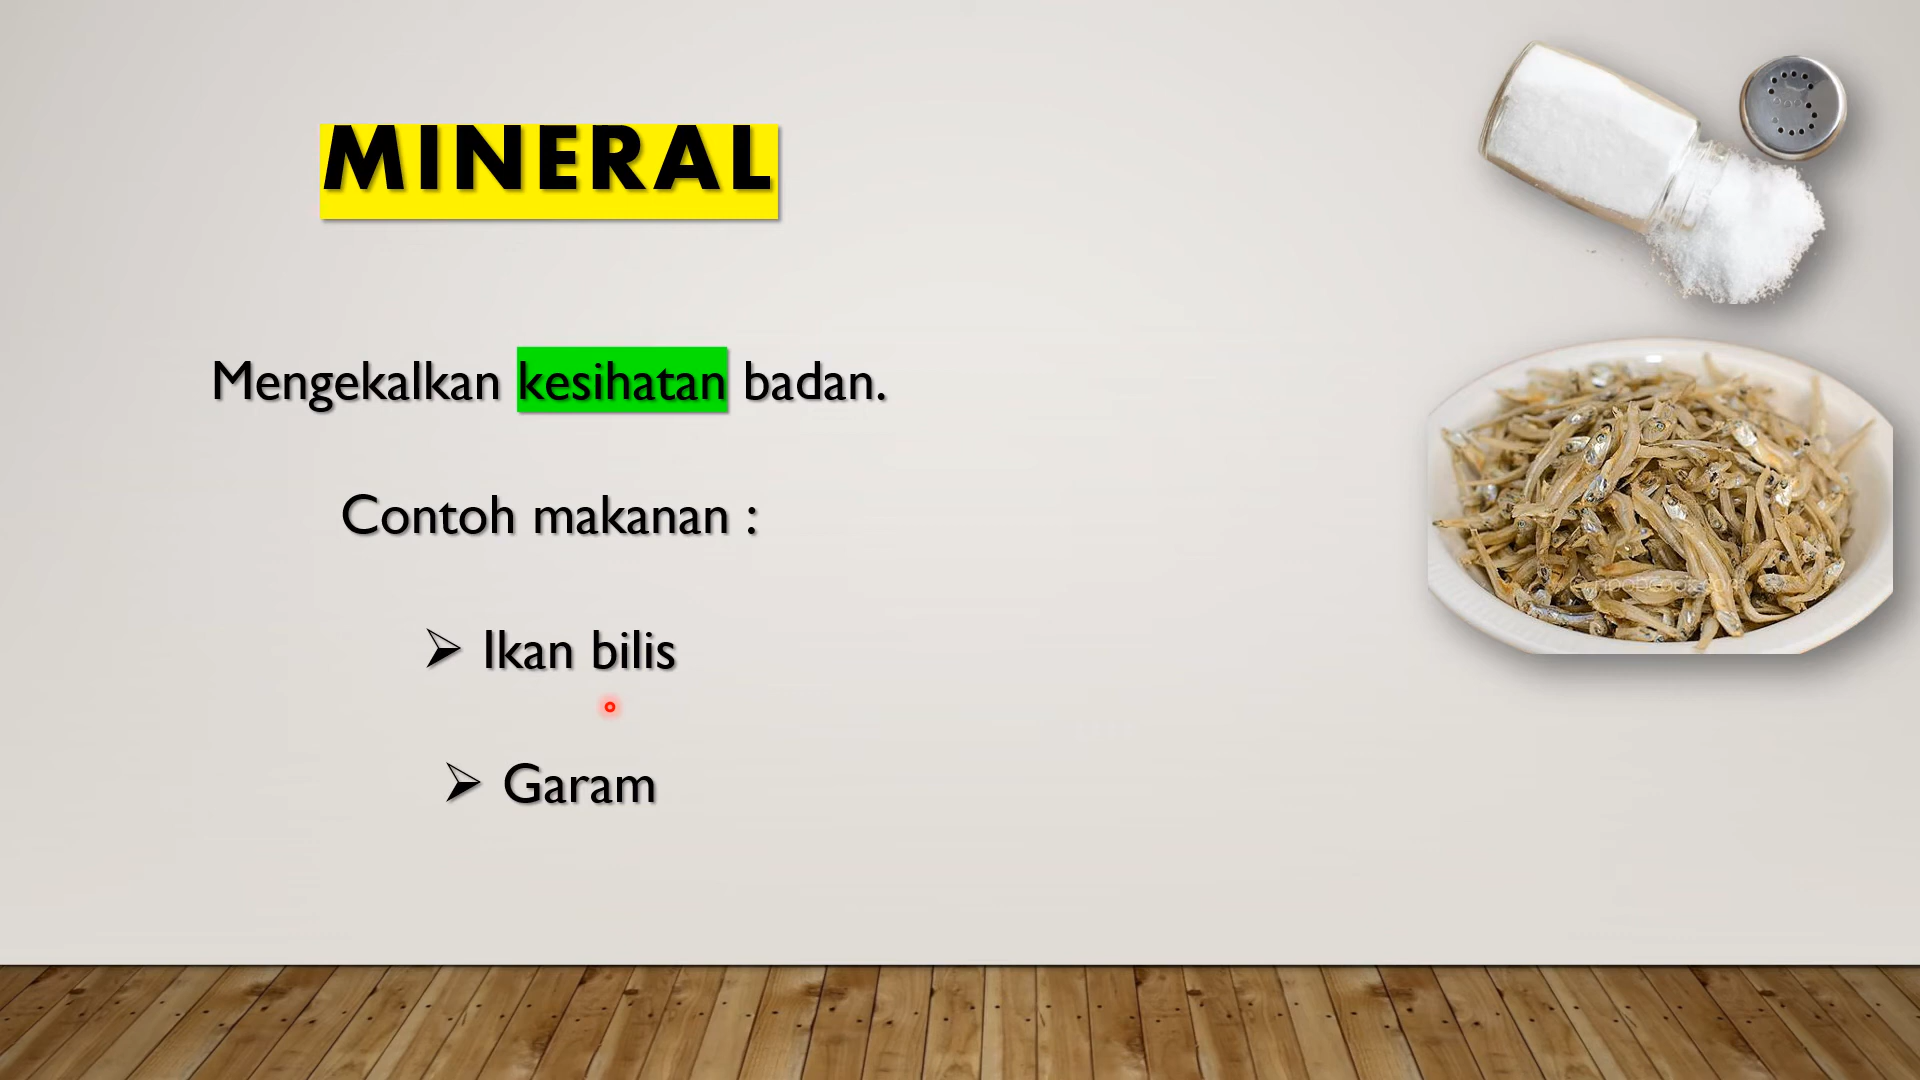 MINERAL
Mengekalkan kesihatan badan.
Contoh makanan :
➢ Ikan bilis
➢ Garam